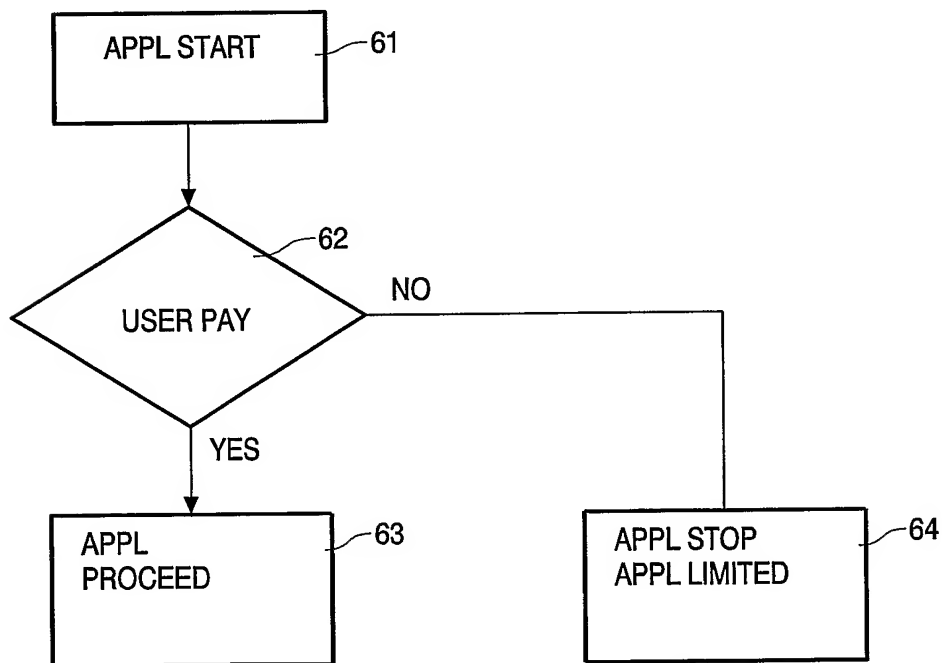 APPL START
61
62
USER PAY
NO
YES
APPL
PROCEED
63
APPL STOP
APPL LIMITED
64